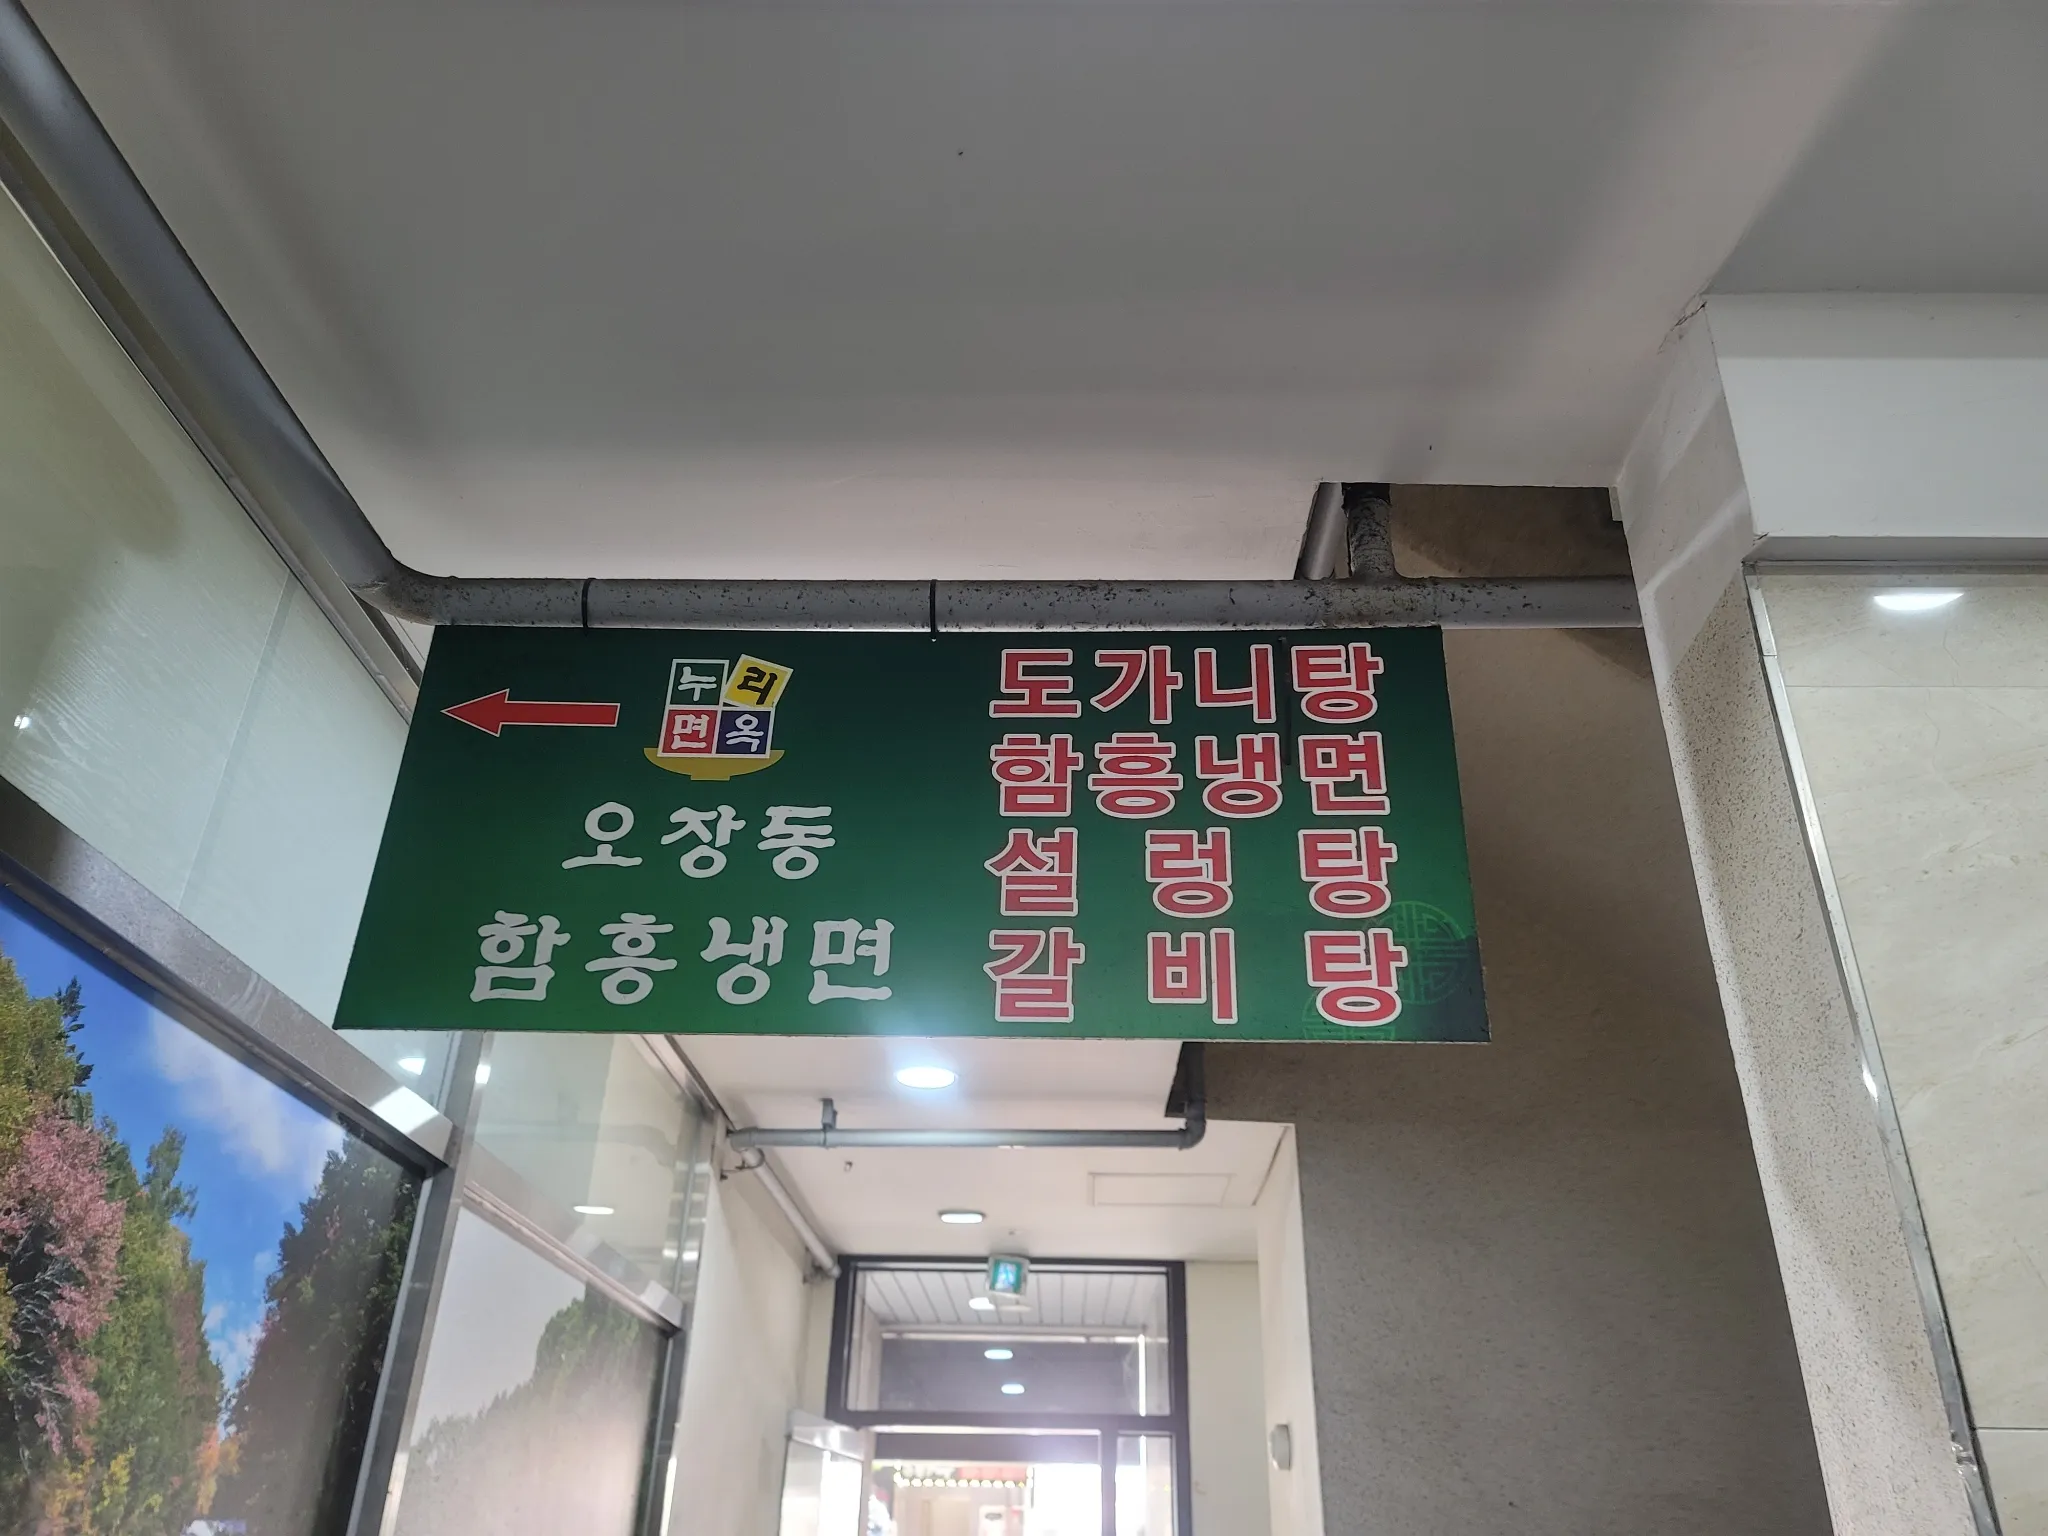 누리
면옥
오장동
함흥냉면
도가니탕
함흥냉면
설렁탕
갈비탕